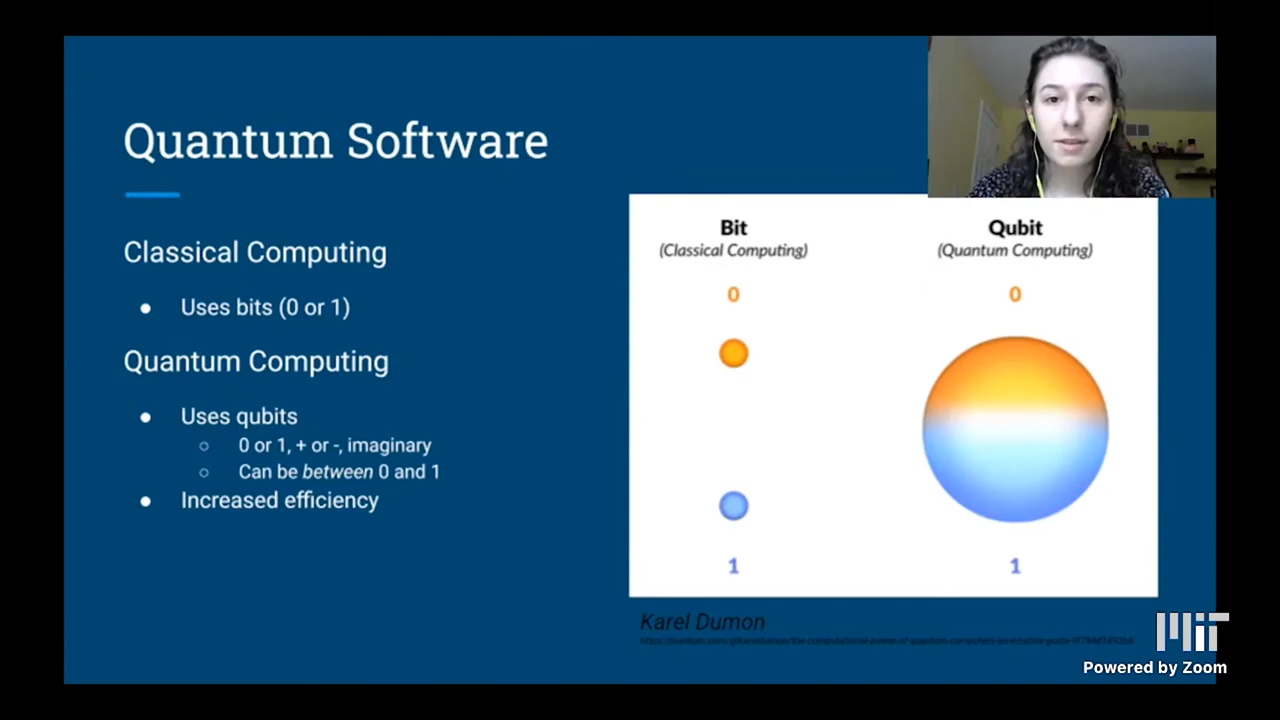 Quantum Software
Classical Computing
● Uses bits (0 or 1)
Quantum Computing
● Uses qubits
○ 0 or 1, + or -, imaginary
○ Can be between 0 and 1
● Increased efficiency
Bit
(Classical Computing)
0
1
Qubit
(Quantum Computing)
0
1
Karel Dumon
MIT
Powered by Zoom